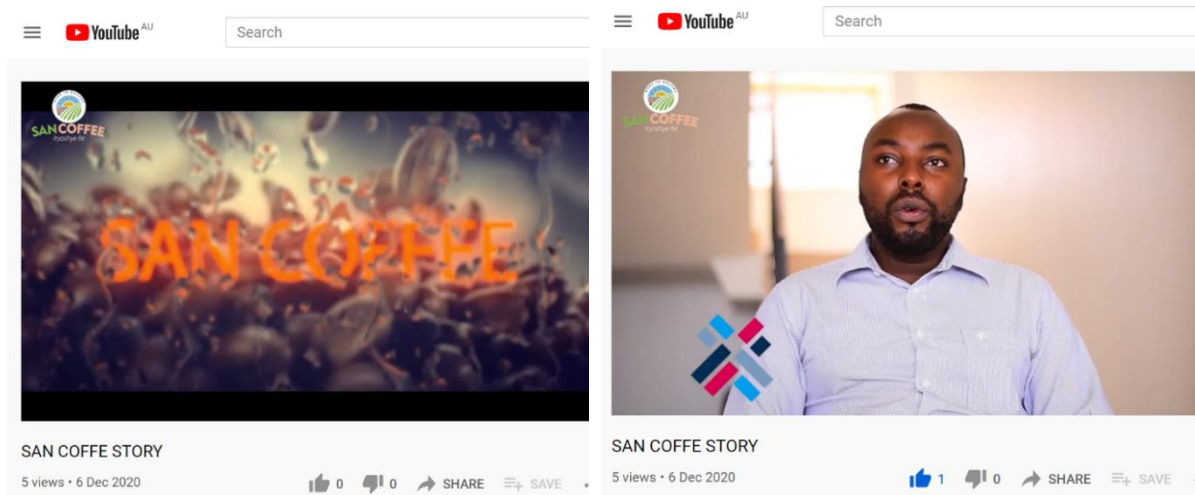 YouTube AU
Search
SAN COFFEE
SAN COFFEE
SAN COFFE STORY
5 views • 6 Dec 2020
0 0 SHARE SAVE
YouTube AU
Search
SAN COFFEE
SAN COFFE STORY
5 views • 6 Dec 2020
1 0 SHARE SAVE